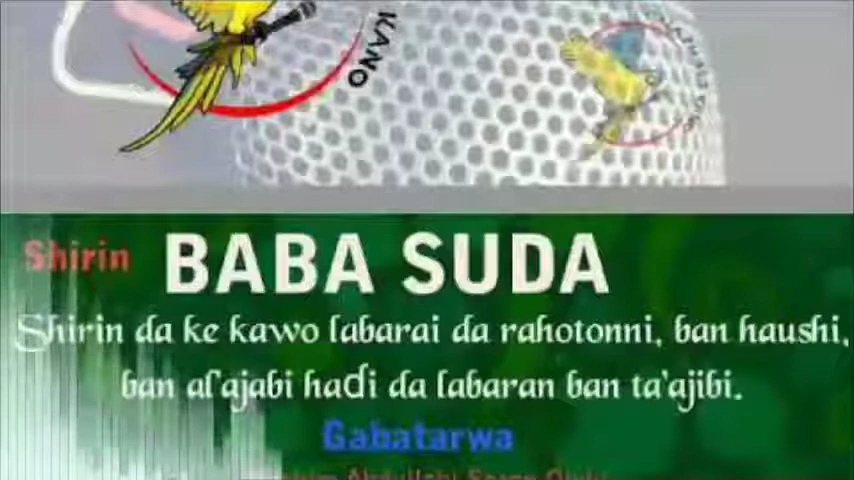 KANO
Shirin BABA SUDA
Shirin da ke kawo labarai da rahotonni, ban haushi,
ban al'ajabi haɗi da labaran ban ta'ajibi.
Gabatarwa